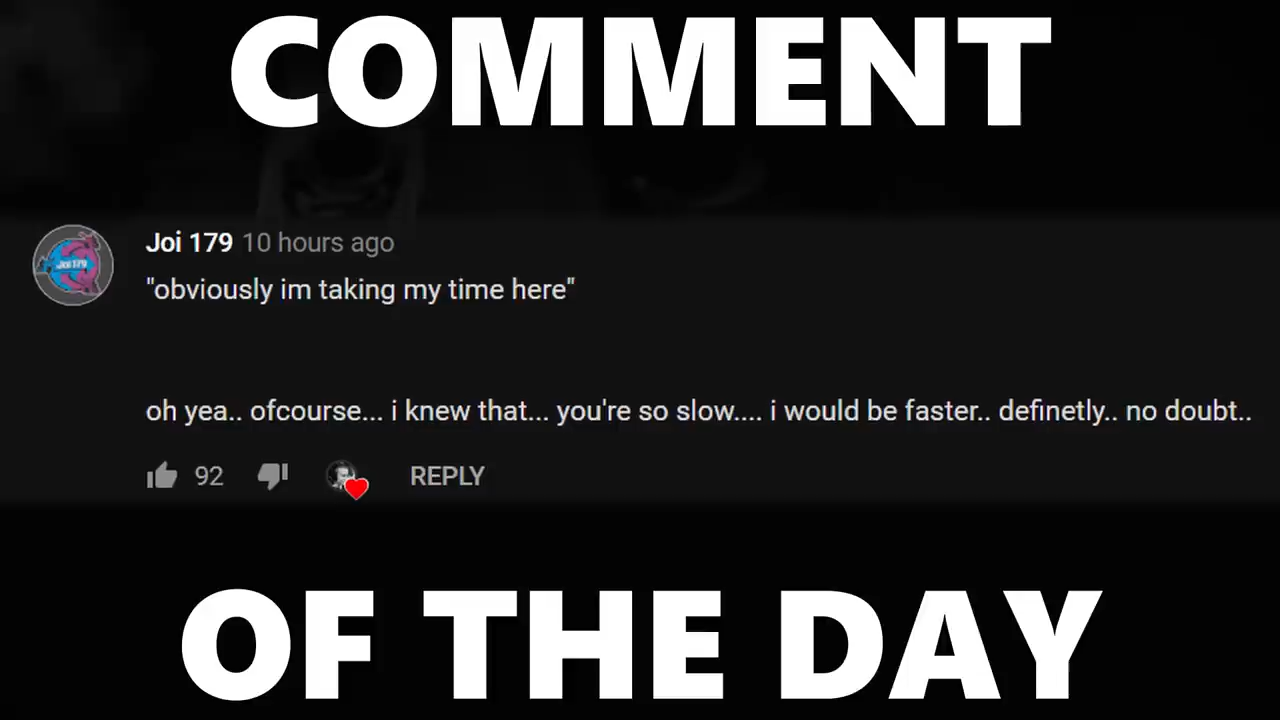 COMMENT
Joi 179 10 hours ago
"obviously im taking my time here"
oh yea.. ofcourse... i knew that... you're so slow.... i would be faster.. definetly.. no doubt..
92 REPLY
OF THE DAY